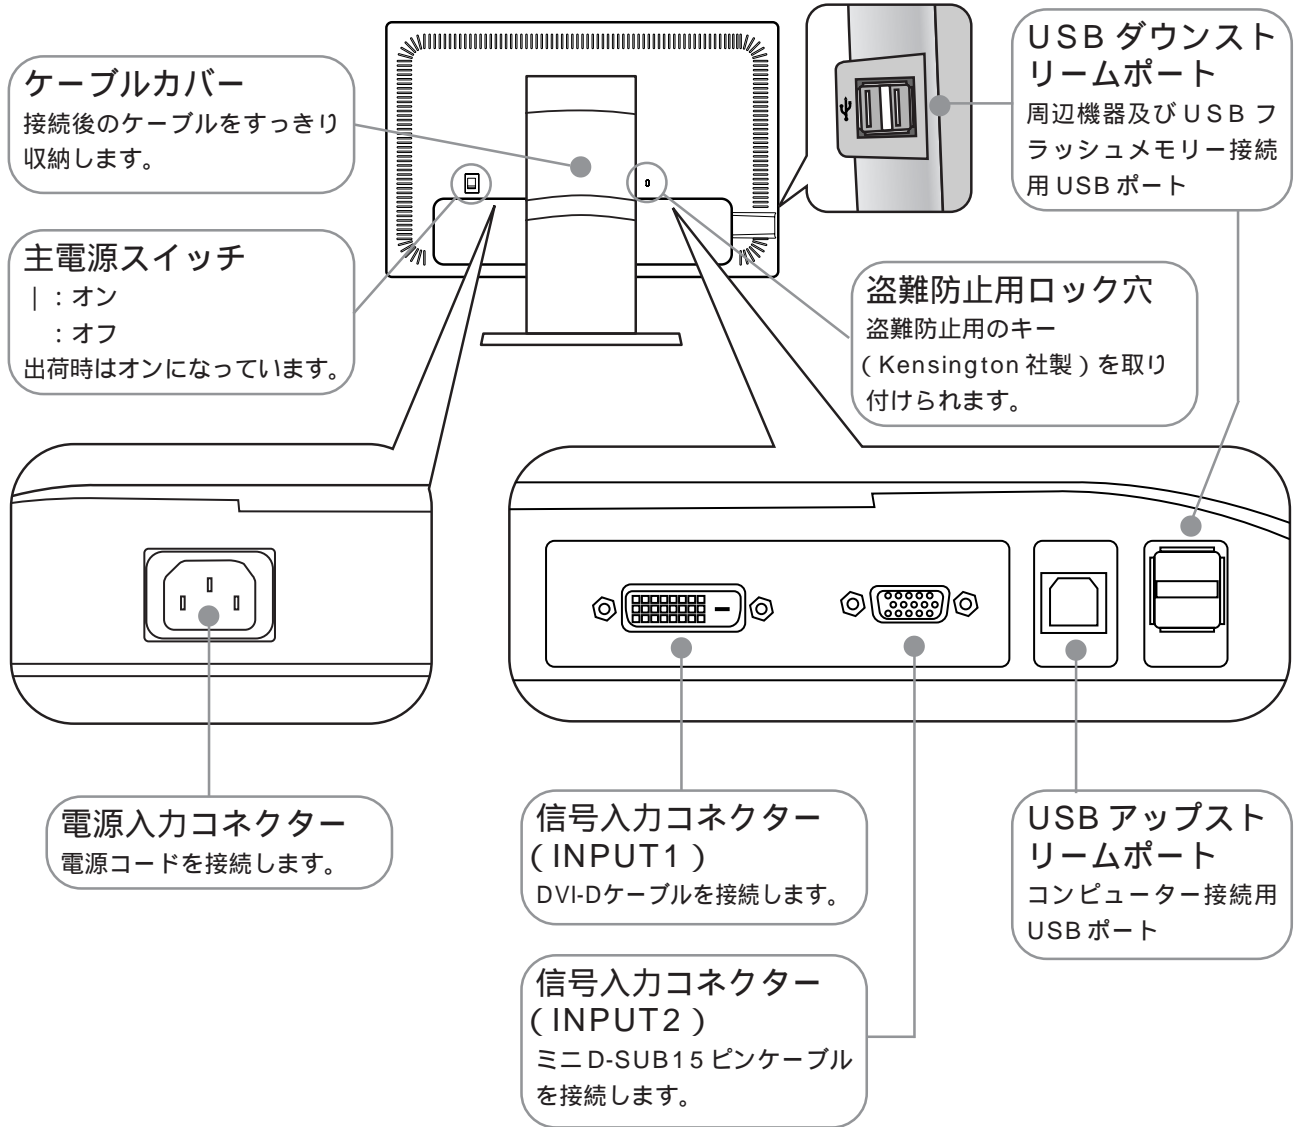 ケーブルカバー
接続後のケーブルをすっきり
収納します。
主電源スイッチ
｜：オン
：オフ
出荷時はオンになっています。
USB ダウンスト
リームポート
周辺機器及び USB フ
ラッシュメモリー接続
用 USB ポート
盗難防止用ロック穴
盗難防止用のキー
（Kensington 社製）を取り
付けられます。
電源入力コネクター
電源コードを接続します。
信号入力コネクター
（INPUT1）
DVI-Dケーブルを接続します。
信号入力コネクター
（INPUT2）
ミニ D-SUB15 ピンケーブル
を接続します。
USB アップスト
リームポート
コンピューター接続用
USB ポート